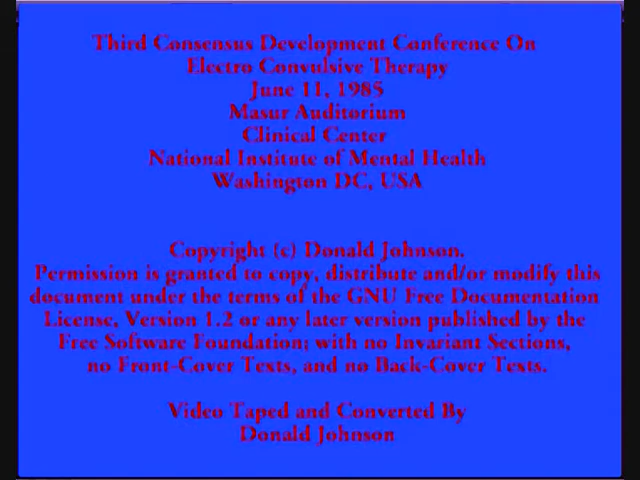 Third Consensus Development Conference On
Electro Convulsive Therapy
June 11, 1985
Masur Auditorium
Clinical Center
National Institute of Mental Health
Washington DC, USA
Copyright (c) Donald Johnson.
Permission is granted to copy, distribute and/or modify this
document under the terms of the GNU Free Documentation
License, Version 1.2 or any later version published by the
Free Software Foundation; with no Invariant Sections,
no Front-Cover Texts, and no Back-Cover Texts.
Video Taped and Converted By
Donald Johnson